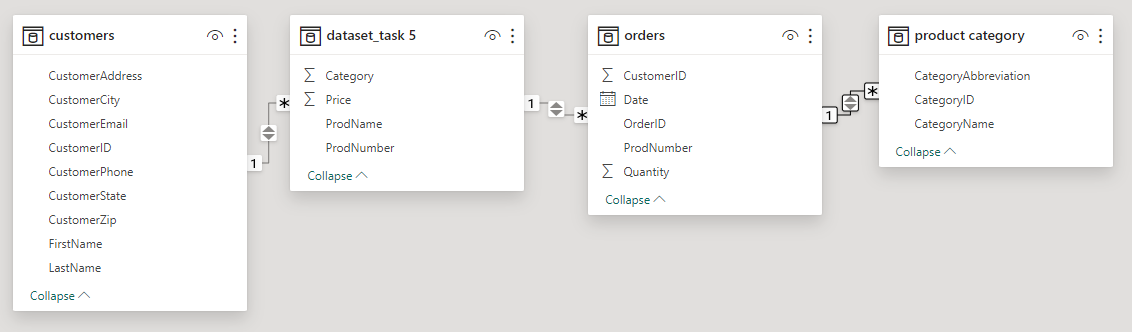 customers
CustomerAddress
CustomerCity
CustomerEmail
CustomerID
CustomerPhone
CustomerState
CustomerZip
FirstName
LastName
Collapse
1
*
dataset_task 5
Σ Category
Σ Price
ProdName
ProdNumber
Collapse
1
*
orders
Σ CustomerID
Date
OrderID
ProdNumber
Σ Quantity
Collapse
1
*
product category
CategoryAbbreviation
CategoryID
CategoryName
Collapse